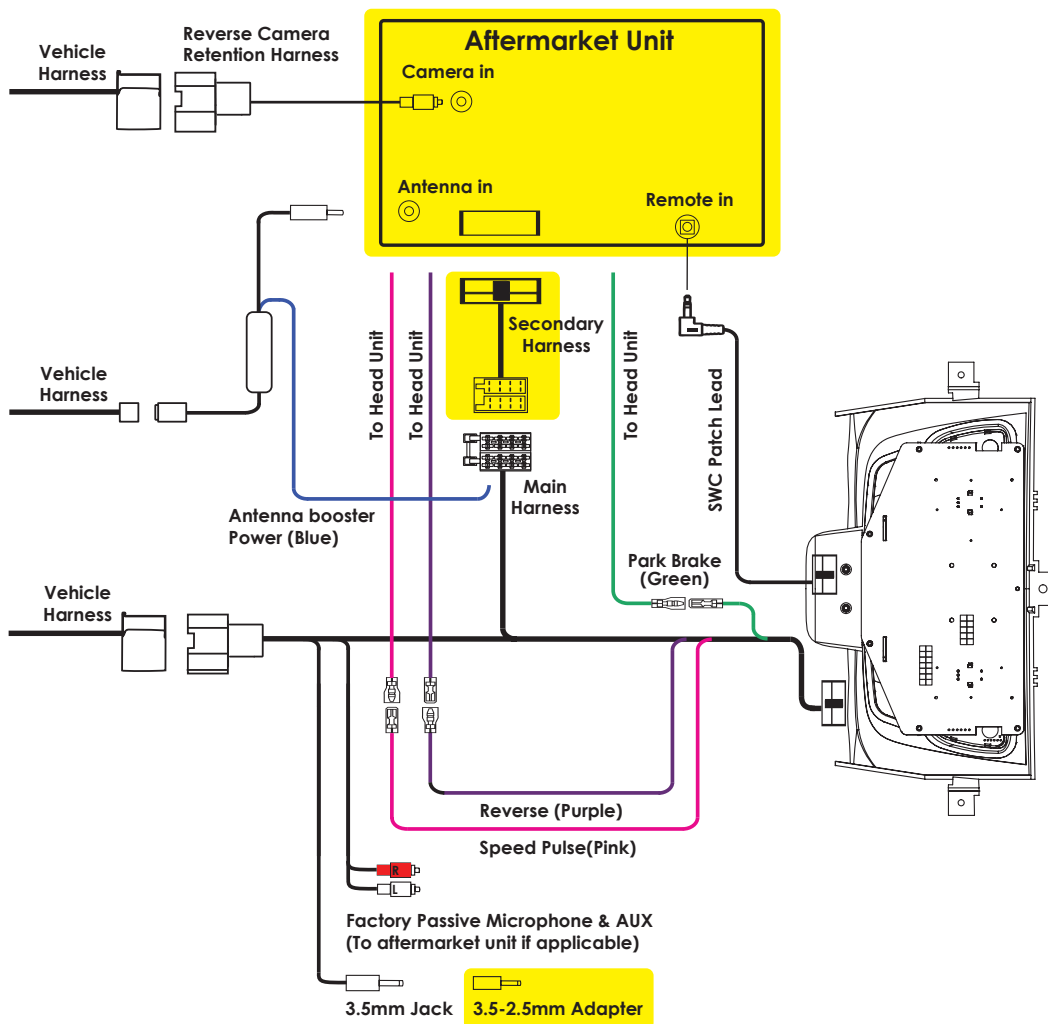 Aftermarket Unit
Reverse Camera
Retention Harness
Vehicle
Harness
Camera in
Antenna in
Remote in
To Head Unit
To Head Unit
Secondary
Harness
To Head Unit
SWC Patch Lead
Vehicle
Harness
Main
Harness
Antenna booster
Power (Blue)
Park Brake
(Green)
Vehicle
Harness
Reverse (Purple)
Speed Pulse(Pink)
R
L
Factory Passive Microphone & AUX
(To aftermarket unit if applicable)
3.5mm Jack
3.5-2.5mm Adapter